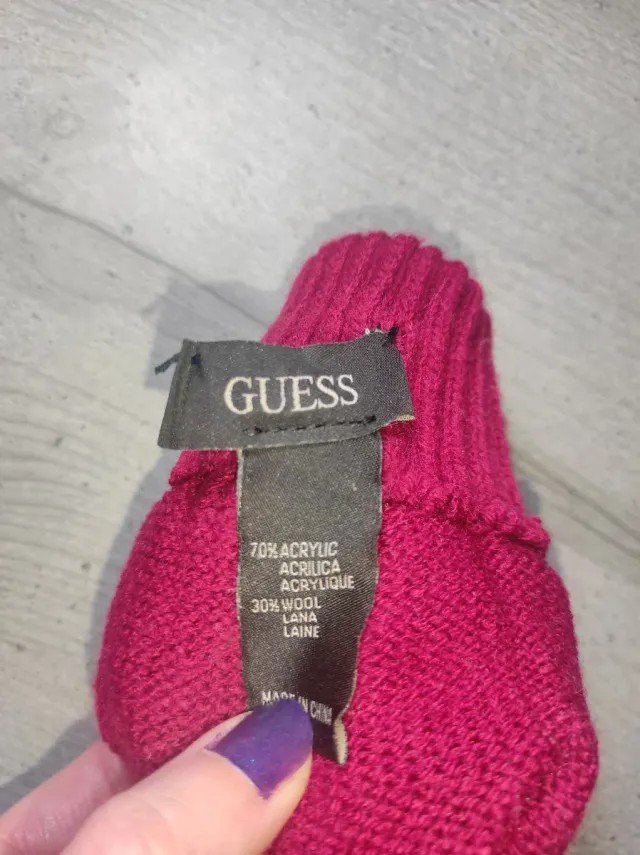 GUESS
70% ACRYLIC
ACRILICA
ACRYLIQUE
30% WOOL
LANA
LAINE
MADE IN CHINA